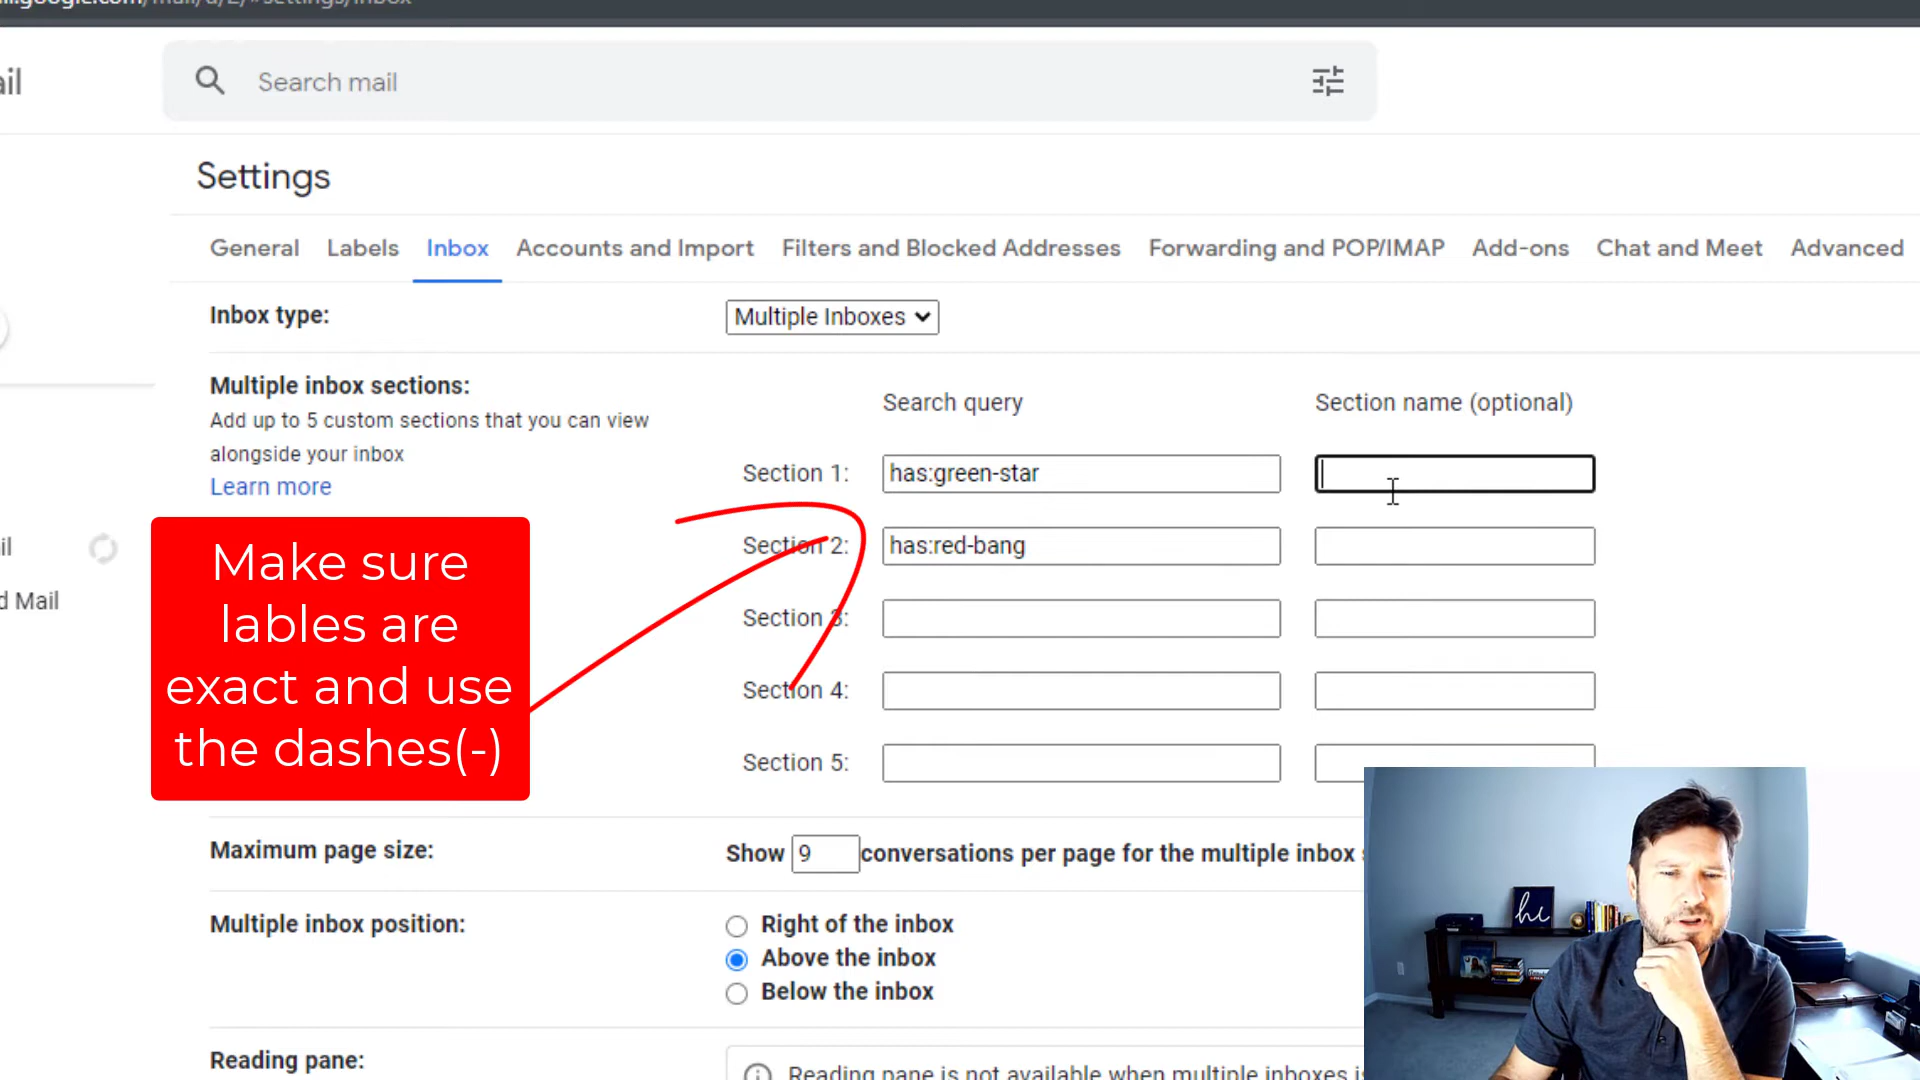 Search mail
Settings
General Labels Inbox Accounts and Import Filters and Blocked Addresses Forwarding and POP/IMAP Add-ons Chat and Meet Advanced
Inbox type: Multiple Inboxes
Multiple inbox sections:
Add up to 5 custom sections that you can view
alongside your inbox
Learn more
Search query Section name (optional)
Section 1: has:green-star
Section 2: has:red-bang
Section 3:
Section 4:
Section 5:
Make sure
lables are
exact and use
the dashes(-)
d Mail
Maximum page size: Show 9 conversations per page for the multiple inbox
Multiple inbox position: Right of the inbox
Above the inbox
Below the inbox
Reading pane: Reading pane is not available when multiple inboxes
hi